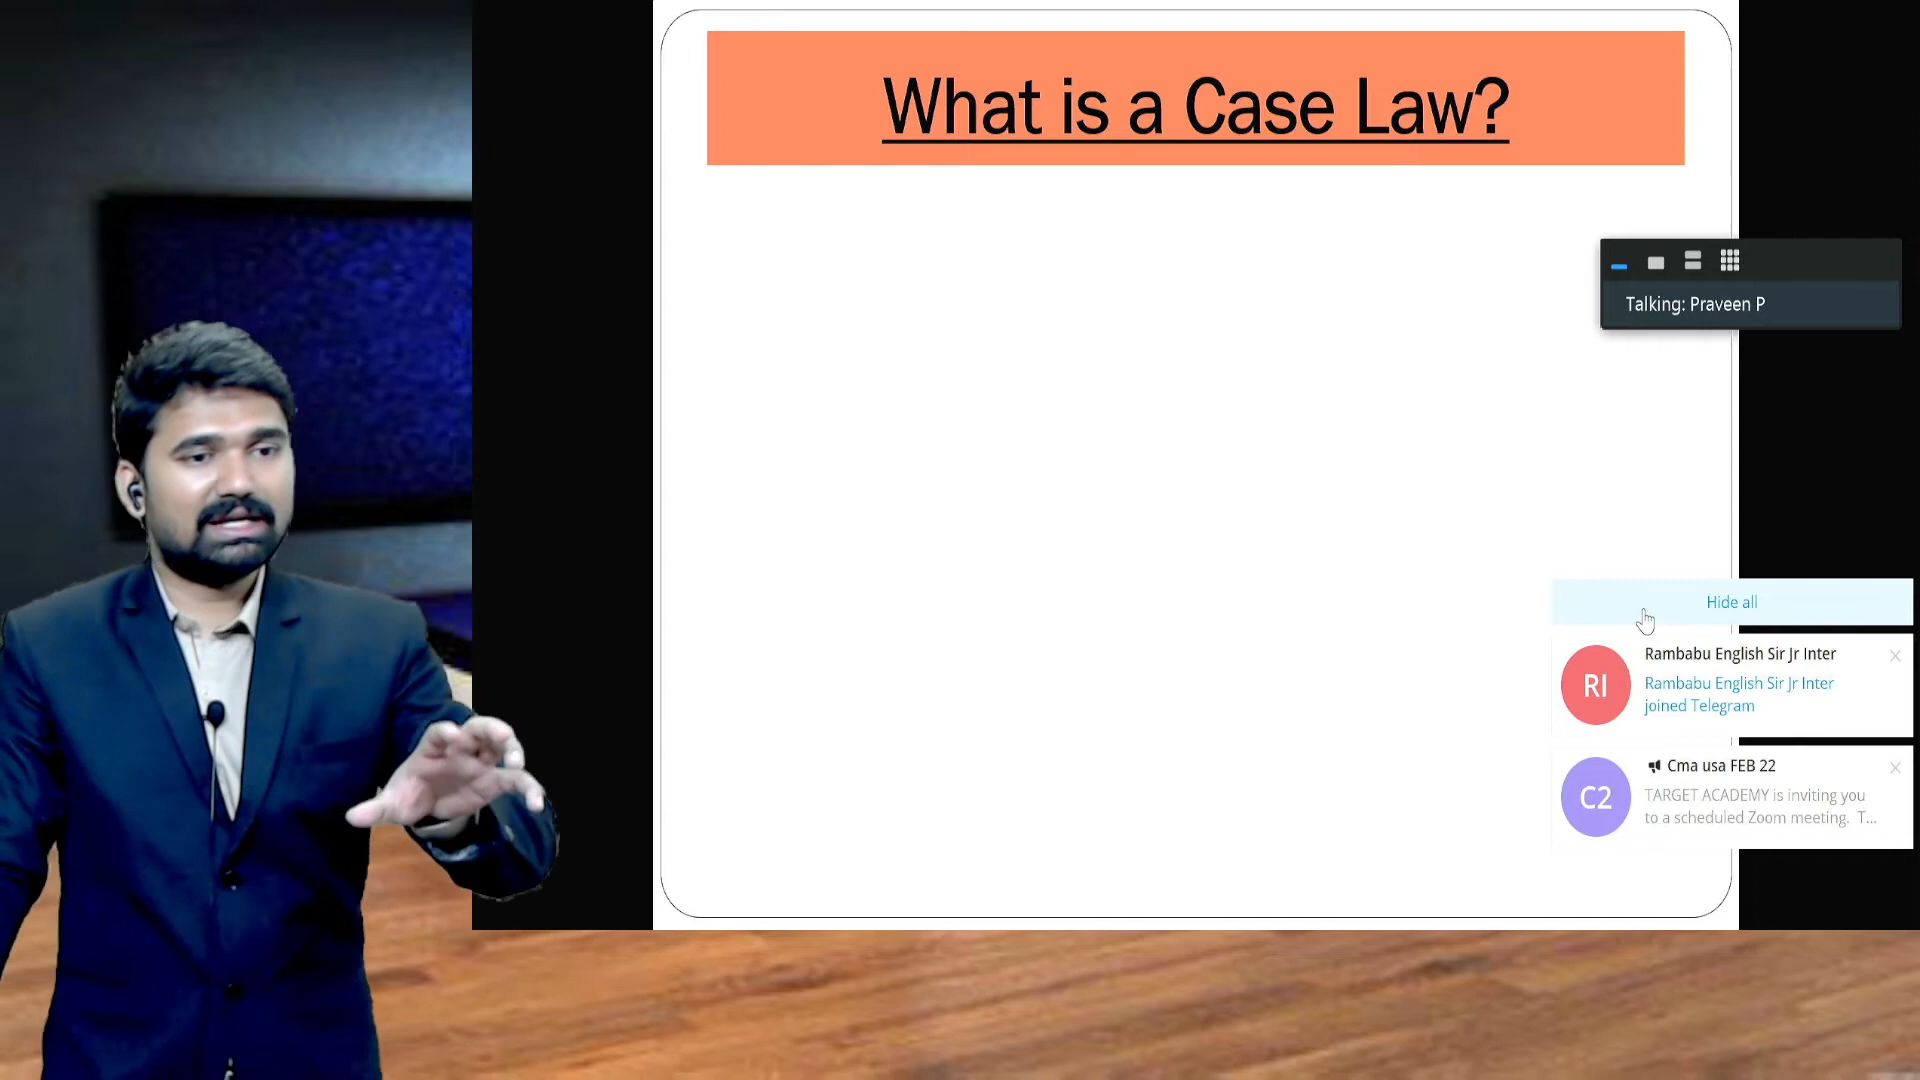 What is a Case Law?
Talking: Praveen P
Hide all
RI
Rambabu English Sir Jr Inter
Rambabu English Sir Jr Inter
joined Telegram
C2
Cma usa FEB 22
TARGET ACADEMY is inviting you
to a scheduled Zoom meeting. T...